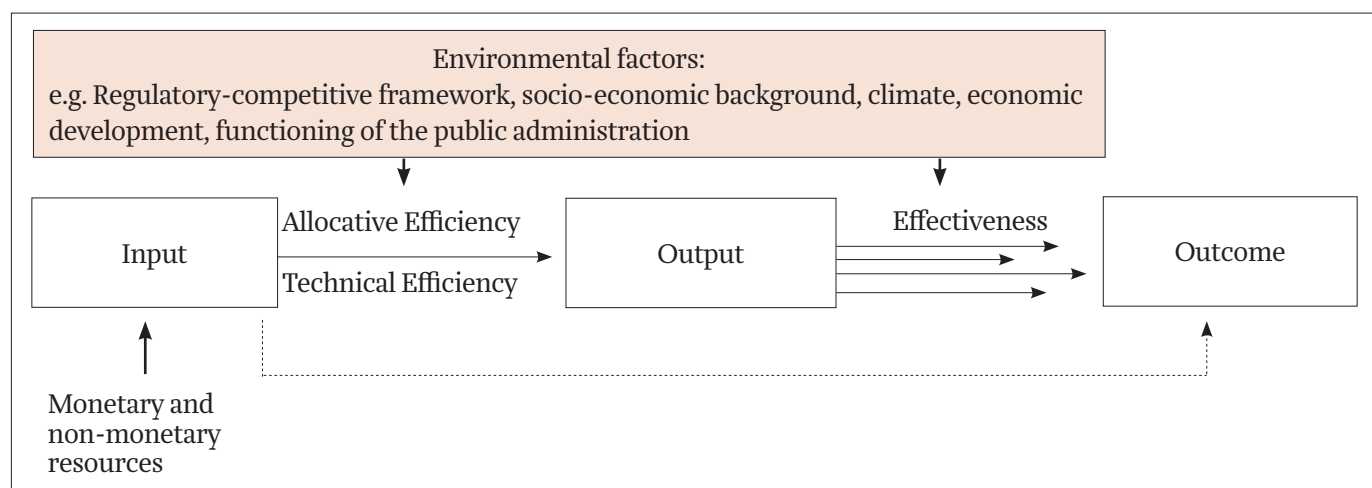 Environmental factors:
e.g. Regulatory-competitive framework, socio-economic background, climate, economic
development, functioning of the public administration
Allocative Efficiency
Effectiveness
Input
Output
Outcome
Technical Efficiency
Monetary and
non-monetary
resources